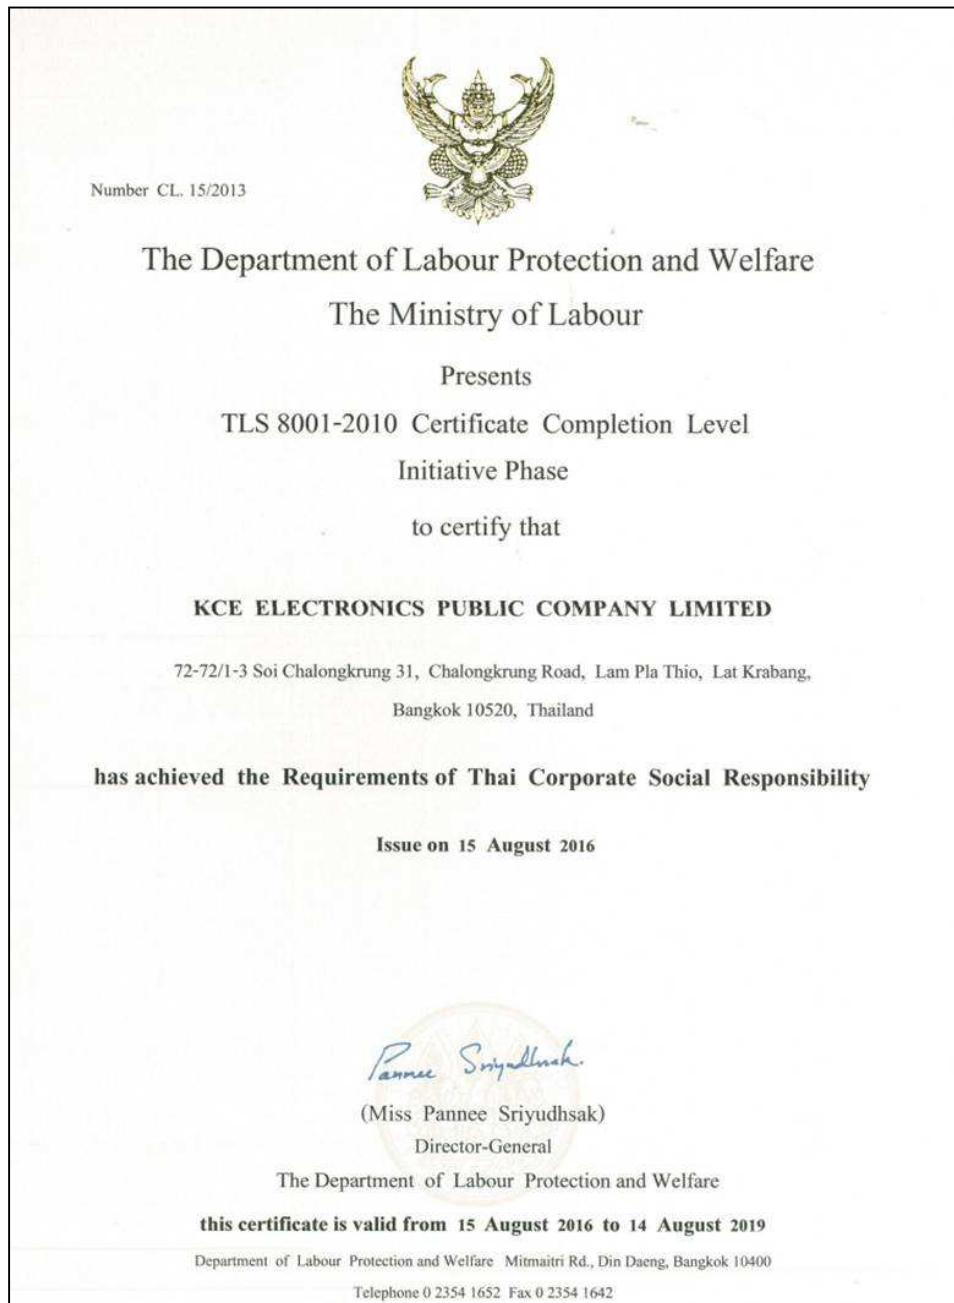 Number CL. 15/2013
The Department of Labour Protection and Welfare
The Ministry of Labour
Presents
TLS 8001-2010 Certificate Completion Level
Initiative Phase
to certify that
KCE ELECTRONICS PUBLIC COMPANY LIMITED
72-72/1-3 Soi Chalongkrung 31, Chalongkrung Road, Lam Pla Thio, Lat Krabang,
Bangkok 10520, Thailand
has achieved the Requirements of Thai Corporate Social Responsibility
Issue on 15 August 2016
Pannee Sriyudhsak.
(Miss Pannee Sriyudhsak)
Director-General
The Department of Labour Protection and Welfare
this certificate is valid from 15 August 2016 to 14 August 2019
Department of Labour Protection and Welfare Mitmaitri Rd., Din Daeng, Bangkok 10400
Telephone 0 2354 1652 Fax 0 2354 1642